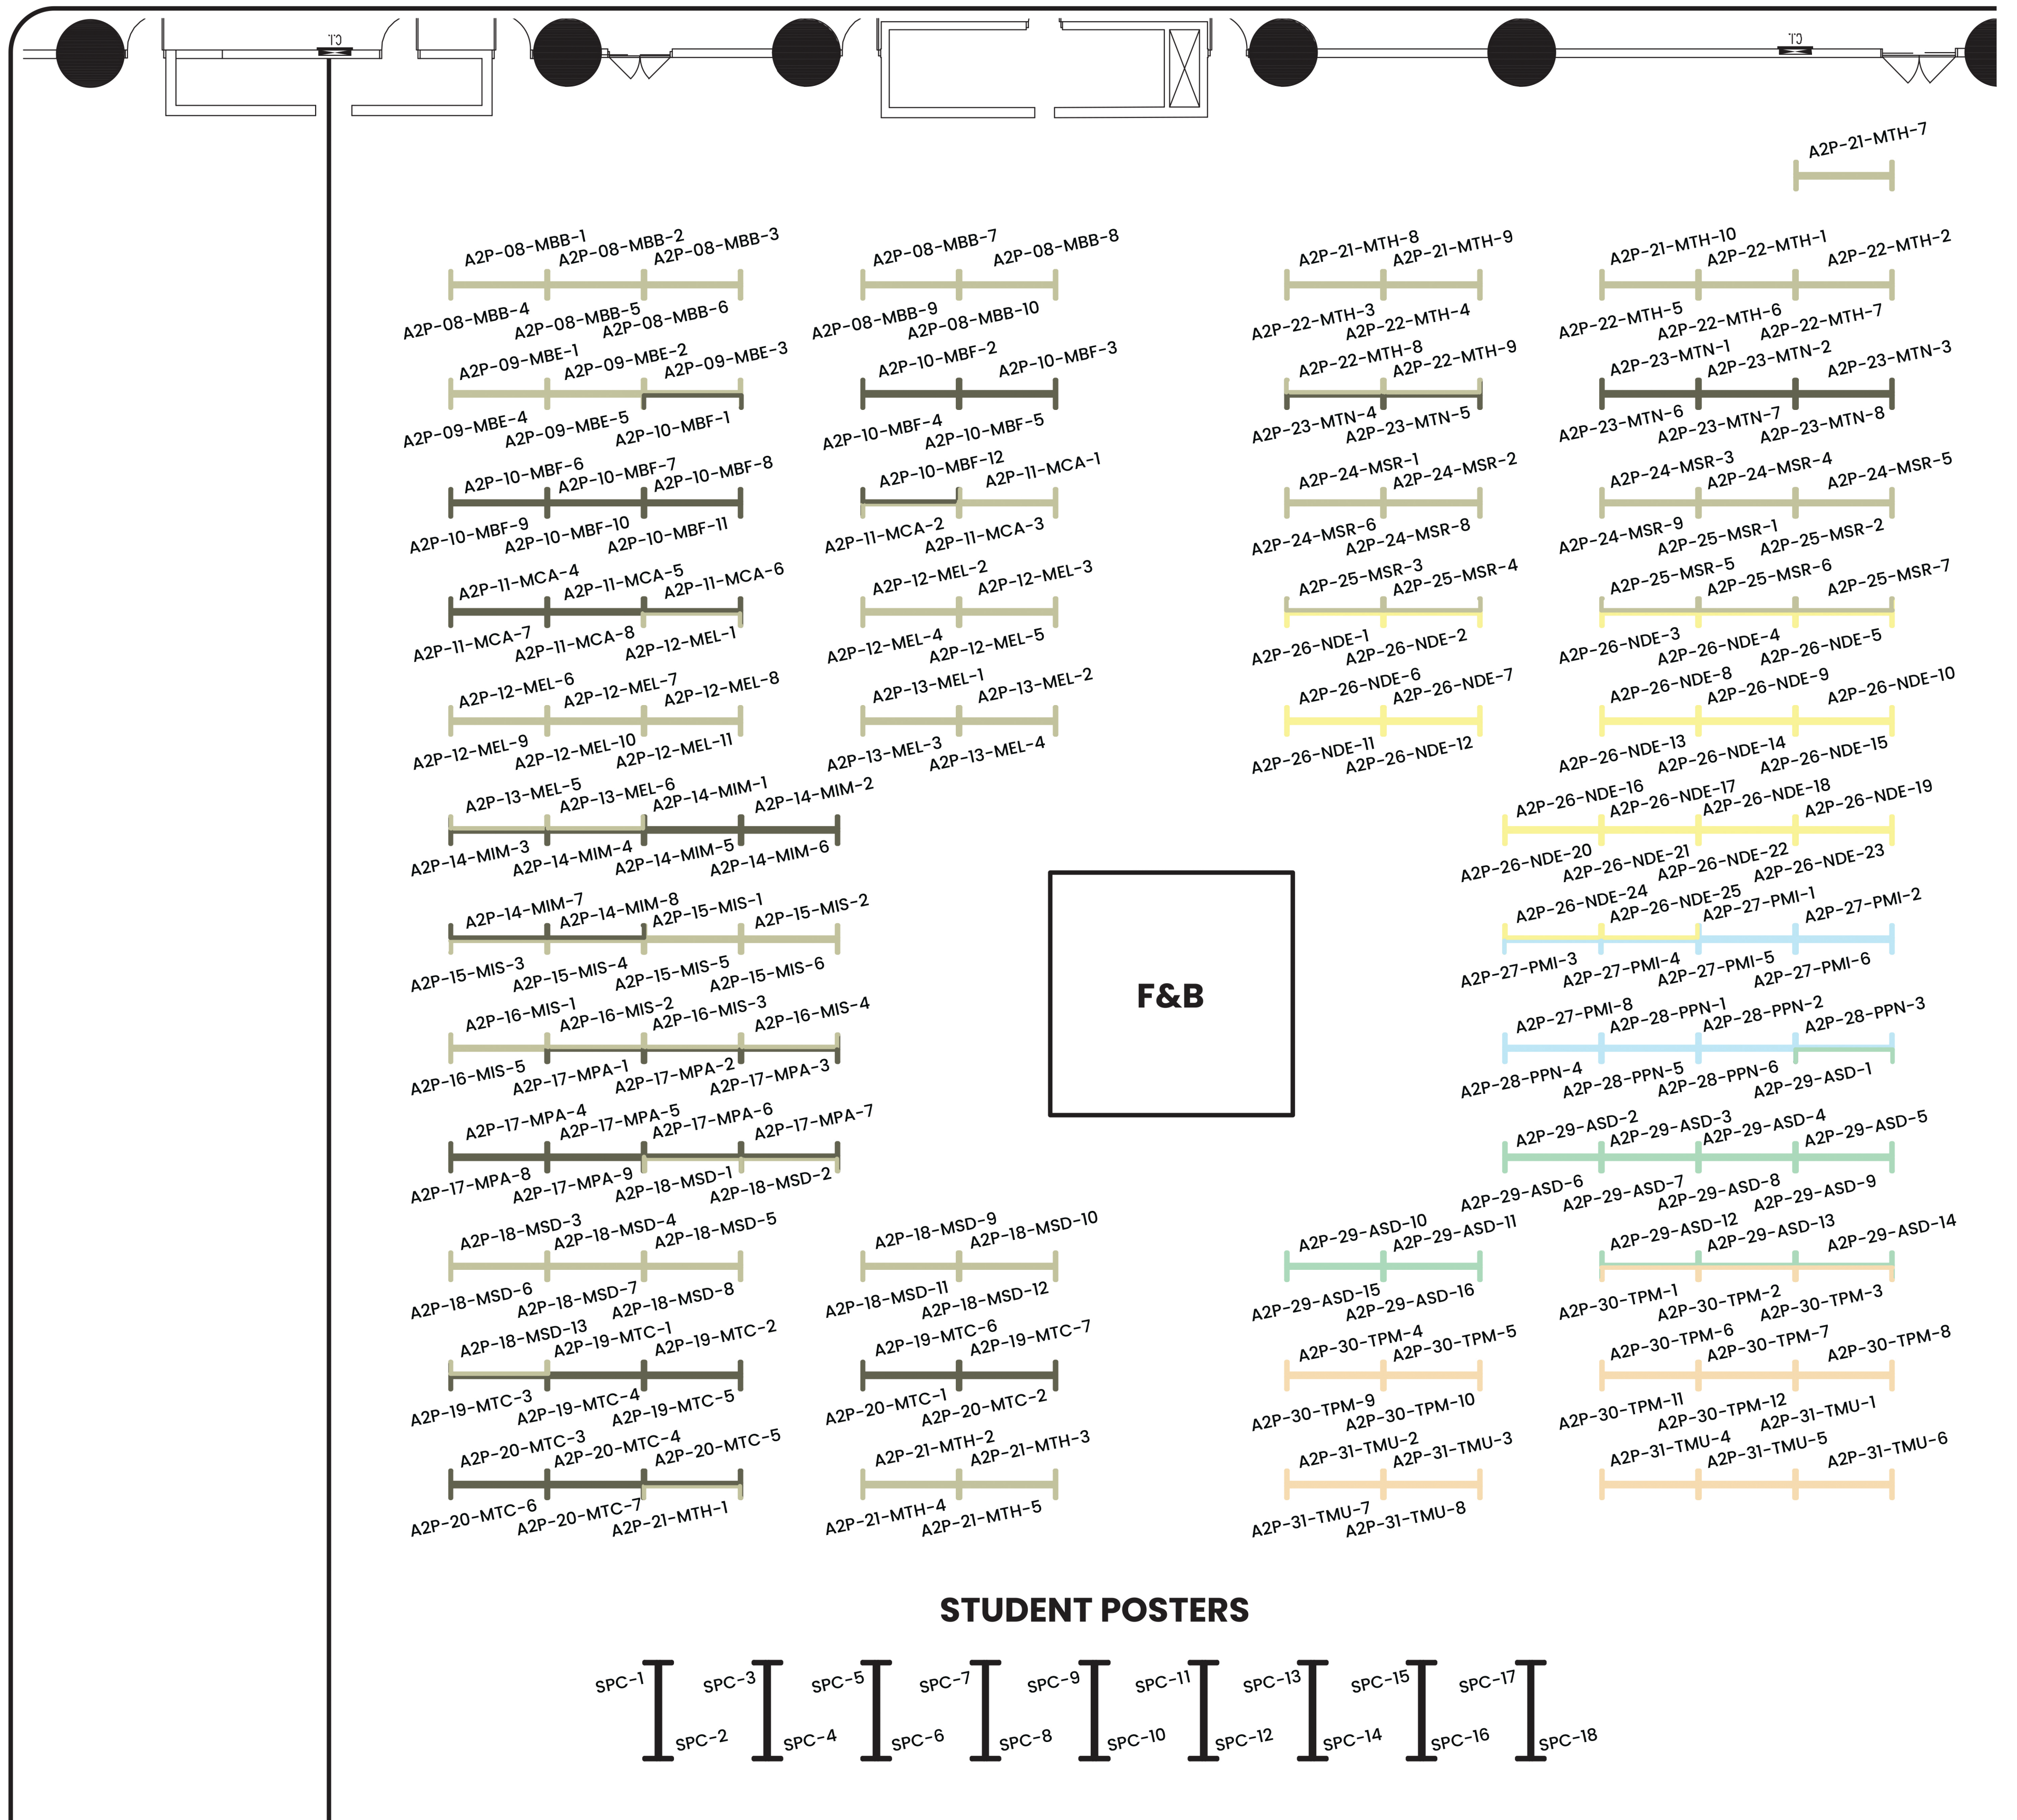 C.I.
C.I.
A2P-21-MTH-7
A2P-08-MBB-1 A2P-08-MBB-2 A2P-08-MBB-3 A2P-08-MBB-7 A2P-08-MBB-8 A2P-21-MTH-8 A2P-21-MTH-9 A2P-21-MTH-10 A2P-22-MTH-1 A2P-22-MTH-2
A2P-08-MBB-4 A2P-08-MBB-5 A2P-08-MBB-6 A2P-08-MBB-9 A2P-08-MBB-10 A2P-22-MTH-3 A2P-22-MTH-4 A2P-22-MTH-5 A2P-22-MTH-6 A2P-22-MTH-7
A2P-09-MBE-1 A2P-09-MBE-2 A2P-09-MBE-3 A2P-10-MBF-2 A2P-10-MBF-3 A2P-22-MTH-8 A2P-22-MTH-9 A2P-23-MTN-1 A2P-23-MTN-2 A2P-23-MTN-3
A2P-09-MBE-4 A2P-09-MBE-5 A2P-10-MBF-1 A2P-10-MBF-4 A2P-10-MBF-5 A2P-23-MTN-4 A2P-23-MTN-5 A2P-23-MTN-6 A2P-23-MTN-7 A2P-23-MTN-8
A2P-10-MBF-6 A2P-10-MBF-7 A2P-10-MBF-8 A2P-10-MBF-12 A2P-11-MCA-1 A2P-24-MSR-1 A2P-24-MSR-2 A2P-24-MSR-3 A2P-24-MSR-4 A2P-24-MSR-5
A2P-10-MBF-9 A2P-10-MBF-10 A2P-10-MBF-11 A2P-11-MCA-2 A2P-11-MCA-3 A2P-24-MSR-6 A2P-24-MSR-8 A2P-24-MSR-9 A2P-25-MSR-1 A2P-25-MSR-2
A2P-11-MCA-4 A2P-11-MCA-5 A2P-11-MCA-6 A2P-12-MEL-2 A2P-12-MEL-3 A2P-25-MSR-3 A2P-25-MSR-4 A2P-25-MSR-5 A2P-25-MSR-6 A2P-25-MSR-7
A2P-11-MCA-7 A2P-11-MCA-8 A2P-12-MEL-1 A2P-12-MEL-4 A2P-12-MEL-5 A2P-26-NDE-1 A2P-26-NDE-2 A2P-26-NDE-3 A2P-26-NDE-4 A2P-26-NDE-5
A2P-12-MEL-6 A2P-12-MEL-7 A2P-12-MEL-8 A2P-13-MEL-1 A2P-13-MEL-2 A2P-26-NDE-6 A2P-26-NDE-7 A2P-26-NDE-8 A2P-26-NDE-9 A2P-26-NDE-10
A2P-12-MEL-9 A2P-12-MEL-10 A2P-12-MEL-11 A2P-13-MEL-3 A2P-13-MEL-4 A2P-26-NDE-11 A2P-26-NDE-12 A2P-26-NDE-13 A2P-26-NDE-14 A2P-26-NDE-15
A2P-13-MEL-5 A2P-13-MEL-6 A2P-14-MIM-1 A2P-14-MIM-2 A2P-26-NDE-16 A2P-26-NDE-17 A2P-26-NDE-18 A2P-26-NDE-19
A2P-14-MIM-3 A2P-14-MIM-4 A2P-14-MIM-5 A2P-14-MIM-6 A2P-26-NDE-20 A2P-26-NDE-21 A2P-26-NDE-22 A2P-26-NDE-23
A2P-14-MIM-7 A2P-14-MIM-8 A2P-15-MIS-1 A2P-15-MIS-2 A2P-26-NDE-24 A2P-26-NDE-25 A2P-27-PMI-1 A2P-27-PMI-2
A2P-15-MIS-3 A2P-15-MIS-4 A2P-15-MIS-5 A2P-15-MIS-6 A2P-27-PMI-3 A2P-27-PMI-4 A2P-27-PMI-5 A2P-27-PMI-6
F&B
A2P-16-MIS-1 A2P-16-MIS-2 A2P-16-MIS-3 A2P-16-MIS-4 A2P-27-PMI-8 A2P-28-PPN-1 A2P-28-PPN-2 A2P-28-PPN-3
A2P-16-MIS-5 A2P-17-MPA-1 A2P-17-MPA-2 A2P-17-MPA-3 A2P-28-PPN-4 A2P-28-PPN-5 A2P-28-PPN-6 A2P-29-ASD-1
A2P-17-MPA-4 A2P-17-MPA-5 A2P-17-MPA-6 A2P-17-MPA-7 A2P-29-ASD-2 A2P-29-ASD-3 A2P-29-ASD-4 A2P-29-ASD-5
A2P-17-MPA-8 A2P-17-MPA-9 A2P-18-MSD-1 A2P-18-MSD-2 A2P-29-ASD-6 A2P-29-ASD-7 A2P-29-ASD-8 A2P-29-ASD-9
A2P-18-MSD-3 A2P-18-MSD-4 A2P-18-MSD-5 A2P-18-MSD-9 A2P-18-MSD-10 A2P-29-ASD-10 A2P-29-ASD-11 A2P-29-ASD-12 A2P-29-ASD-13 A2P-29-ASD-14
A2P-18-MSD-6 A2P-18-MSD-7 A2P-18-MSD-8 A2P-18-MSD-11 A2P-18-MSD-12 A2P-29-ASD-15 A2P-29-ASD-16 A2P-30-TPM-1 A2P-30-TPM-2 A2P-30-TPM-3
A2P-18-MSD-13 A2P-19-MTC-1 A2P-19-MTC-2 A2P-19-MTC-6 A2P-19-MTC-7 A2P-30-TPM-4 A2P-30-TPM-5 A2P-30-TPM-6 A2P-30-TPM-7 A2P-30-TPM-8
A2P-19-MTC-3 A2P-19-MTC-4 A2P-19-MTC-5 A2P-20-MTC-1 A2P-20-MTC-2 A2P-30-TPM-9 A2P-30-TPM-10 A2P-30-TPM-11 A2P-30-TPM-12 A2P-31-TMU-1
A2P-20-MTC-3 A2P-20-MTC-4 A2P-20-MTC-5 A2P-21-MTH-2 A2P-21-MTH-3 A2P-31-TMU-2 A2P-31-TMU-3 A2P-31-TMU-4 A2P-31-TMU-5 A2P-31-TMU-6
A2P-20-MTC-6 A2P-20-MTC-7 A2P-21-MTH-1 A2P-21-MTH-4 A2P-21-MTH-5 A2P-31-TMU-7 A2P-31-TMU-8
STUDENT POSTERS
SPC-1 SPC-3 SPC-5 SPC-7 SPC-9 SPC-11 SPC-13 SPC-15 SPC-17
SPC-2 SPC-4 SPC-6 SPC-8 SPC-10 SPC-12 SPC-14 SPC-16 SPC-18